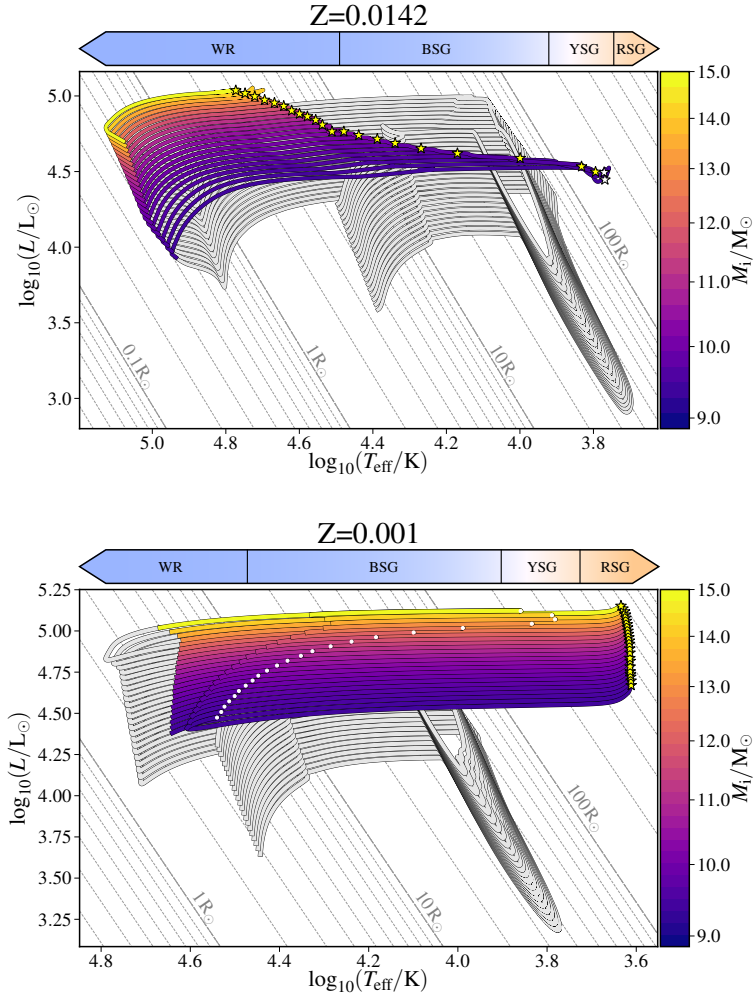 Z=0.0142
WR BSG YSG RSG
5.0
4.5
4.0
3.5
3.0
log₁₀(L/L⊙)
0.1R⊙ 1R⊙ 10R⊙ 100R⊙
5.0 4.8 4.6 4.4 4.2 4.0 3.8
log₁₀(T_eff/K)
15.0
14.0
13.0
12.0
11.0
10.0
9.0
M_i/M⊙
Z=0.001
WR BSG YSG RSG
5.25
5.00
4.75
4.50
4.25
4.00
3.75
3.50
3.25
log₁₀(L/L⊙)
1R⊙ 10R⊙ 100R⊙
4.8 4.6 4.4 4.2 4.0 3.8 3.6
log₁₀(T_eff/K)
15.0
14.0
13.0
12.0
11.0
10.0
9.0
M_i/M⊙